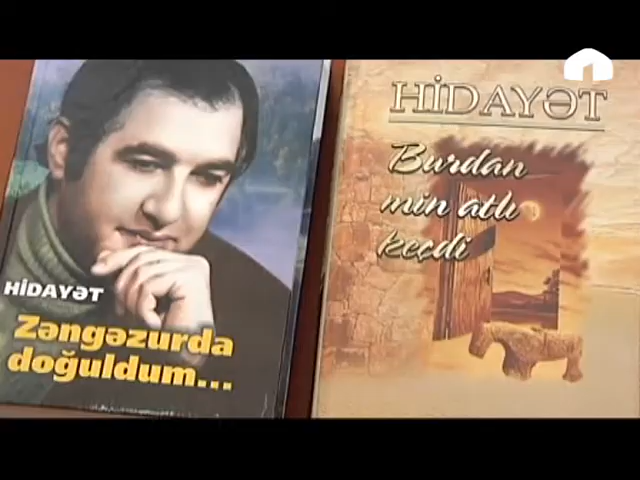 HİDAYƏT
Zəngəzurda
doğuldum...
HİDAYƏT
Burdan
min atlı
keçdi